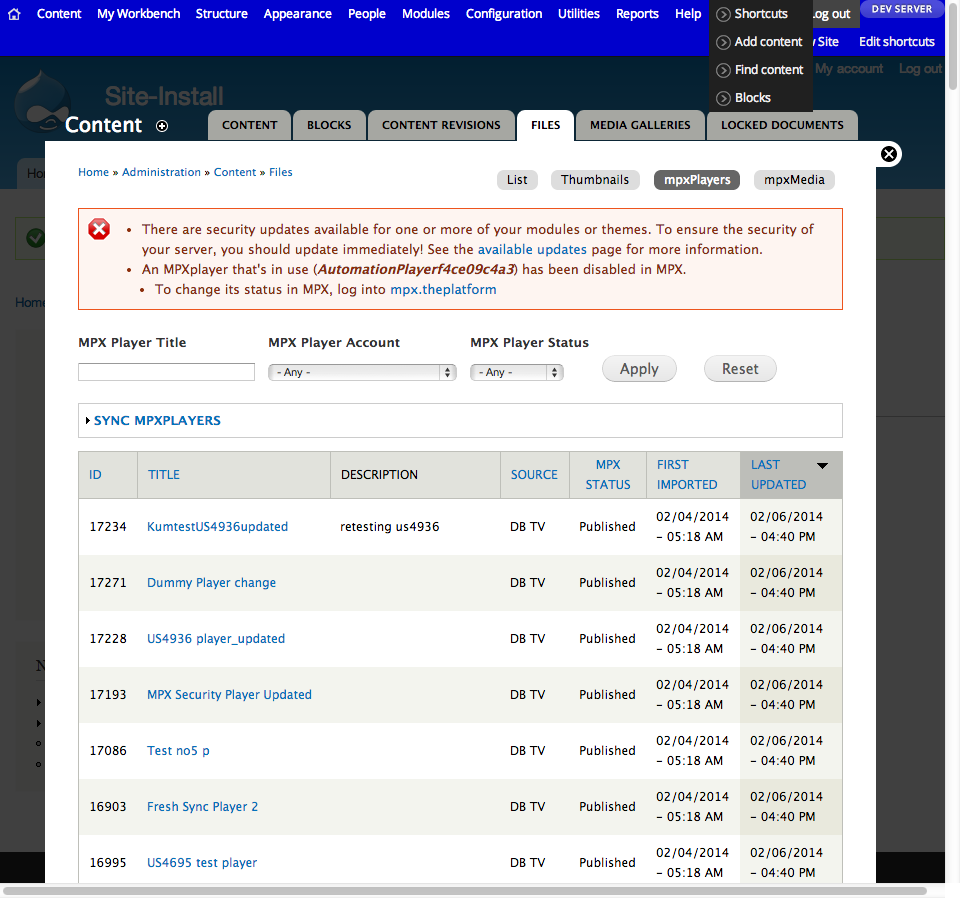 Content My Workbench Structure Appearance People Modules Configuration Utilities Reports Help Shortcuts Log out DEV SERVER
Add content Site Edit shortcuts
Find content My account Log out
Blocks
Site-Install
Content CONTENT BLOCKS CONTENT REVISIONS FILES MEDIA GALLERIES LOCKED DOCUMENTS
Home » Administration » Content » Files List Thumbnails mpxPlayers mpxMedia
There are security updates available for one or more of your modules or themes. To ensure the security of
your server, you should update immediately! See the available updates page for more information.
An MPXplayer that's in use (AutomationPlayerf4ce09c4a3) has been disabled in MPX.
To change its status in MPX, log into mpx.theplatform
Home
MPX Player Title MPX Player Account MPX Player Status
- Any - - Any - Apply Reset
SYNC MPXPLAYERS
ID TITLE DESCRIPTION SOURCE MPX STATUS FIRST IMPORTED LAST UPDATED
17234 KumtestUS4936updated retesting us4936 DB TV Published 02/04/2014 - 05:18 AM 02/06/2014 - 04:40 PM
17271 Dummy Player change DB TV Published 02/04/2014 - 05:18 AM 02/06/2014 - 04:40 PM
17228 US4936 player_updated DB TV Published 02/04/2014 - 05:18 AM 02/06/2014 - 04:40 PM
17193 MPX Security Player Updated DB TV Published 02/04/2014 - 05:18 AM 02/06/2014 - 04:40 PM
17086 Test no5 p DB TV Published 02/04/2014 - 05:18 AM 02/06/2014 - 04:40 PM
16903 Fresh Sync Player 2 DB TV Published 02/04/2014 - 05:18 AM 02/06/2014 - 04:40 PM
16995 US4695 test player DB TV Published 02/04/2014 - 05:18 AM 02/06/2014 - 04:40 PM